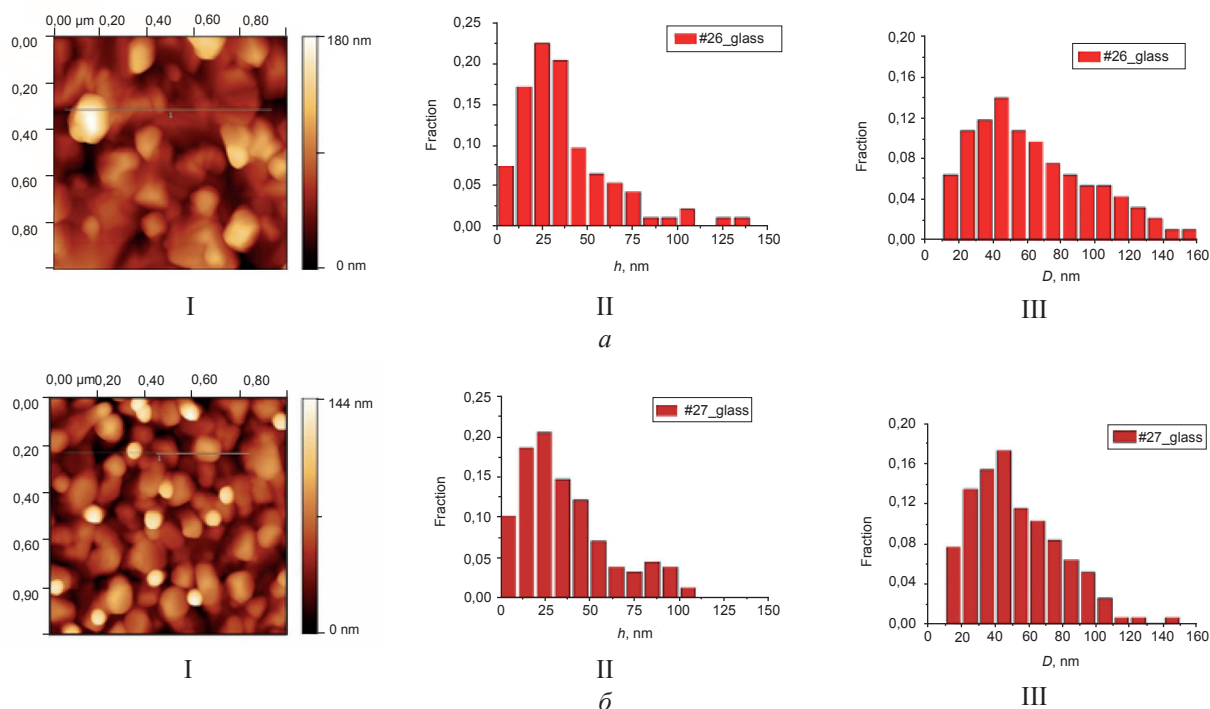 0,00 µm 0,20 0,40 0,60 0,80
0,00
0,20
0,40
0,60
0,80
180 nm
0 nm
1
I
0,25
0,20
0,15
0,10
0,05
0,00
Fraction
#26_glass
0 25 50 75 100 150
h, nm
II
0,20
0,16
0,12
0,08
0,04
0,00
Fraction
#26_glass
0 20 40 60 80 100 120 140 160
D, nm
III
а
0,00 µm 0,20 0,40 0,60 0,80
0,00
0,20
0,40
0,60
0,90
144 nm
0 nm
1
I
0,25
0,20
0,15
0,10
0,05
0,00
Fraction
#27_glass
0 25 50 75 100 150
h, nm
II
0,20
0,16
0,12
0,08
0,04
0,00
Fraction
#27_glass
0 20 40 60 80 100 120 140 160
D, nm
III
б